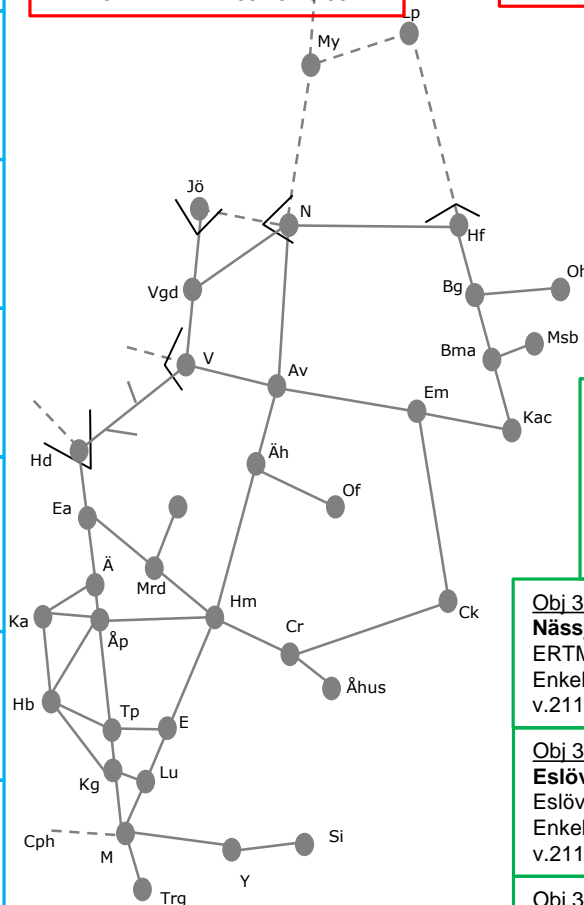 Lp
My
Jö
N
Hf
Vgd
Bg
Oh
V
Bma
Msb
Av
Em
Kac
Hd
Äh
Of
Ea
Ä
Mrd
Ka
Åp
Hm
Cr
Ck
Åhus
Hb
Tp
E
Kg
Lu
Cph
M
Si
Y
Trg
Obj 3
Näss
ERTM
Enkel
v.211
Obj 3
Eslöv
Eslöv
Enkel
v.211
Obj 3